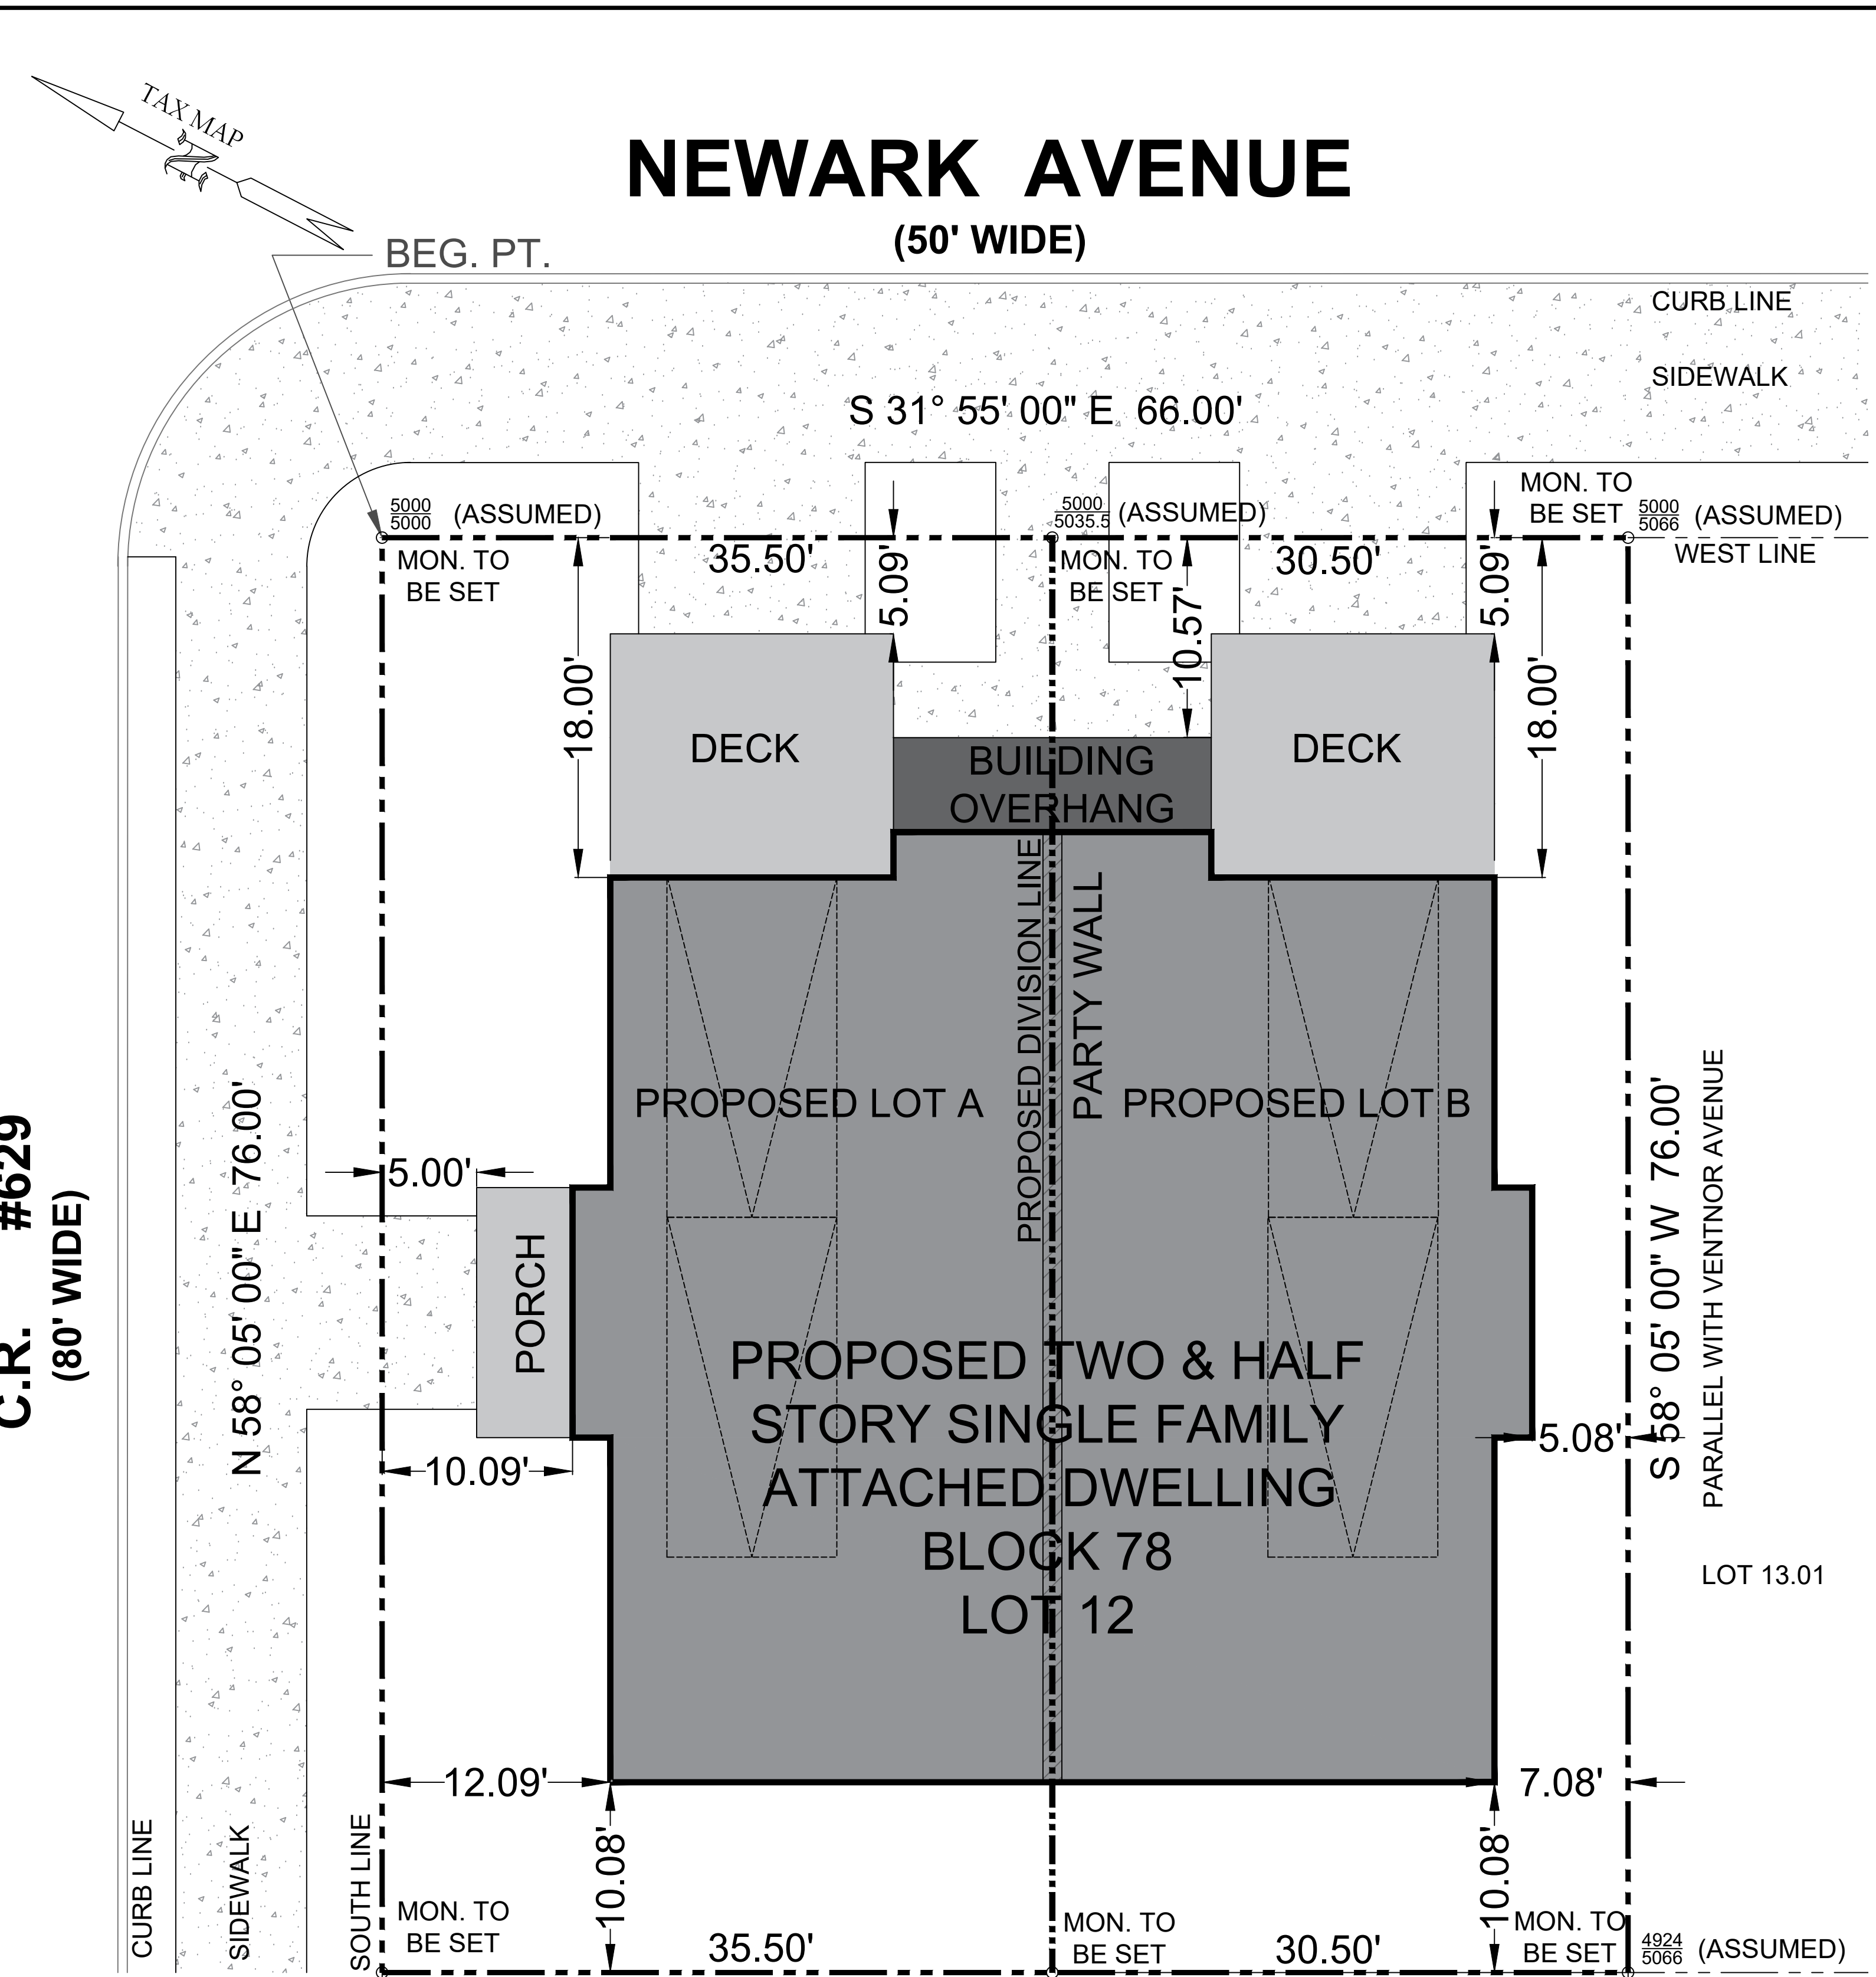 TAX MAP
NEWARK AVENUE
(50' WIDE)
BEG. PT.
CURB LINE
SIDEWALK
S 31° 55' 00" E 66.00'
5000
5000
(ASSUMED)
MON. TO
BE SET
35.50'
5.09'
5000
5035.5
(ASSUMED)
MON. TO
BE SET
10.57'
30.50'
5.09'
MON. TO
BE SET
5000
5066
(ASSUMED)
WEST LINE
18.00'
18.00'
DECK
BUILDING
OVERHANG
DECK
PROPOSED DIVISION LINE
PARTY WALL
PROPOSED LOT A
PROPOSED LOT B
C.R. #629
(80' WIDE)
N 58° 05' 00" E 76.00'
5.00'
PORCH
10.09'
PROPOSED TWO & HALF
STORY SINGLE FAMILY
ATTACHED DWELLING
BLOCK 78
LOT 12
5.08'
S 58° 05' 00" W 76.00'
PARALLEL WITH VENTNOR AVENUE
LOT 13.01
12.09'
7.08'
10.08'
10.08'
CURB LINE
SIDEWALK
SOUTH LINE
MON. TO
BE SET
35.50'
MON. TO
BE SET
30.50'
MON. TO
BE SET
4924
5066
(ASSUMED)